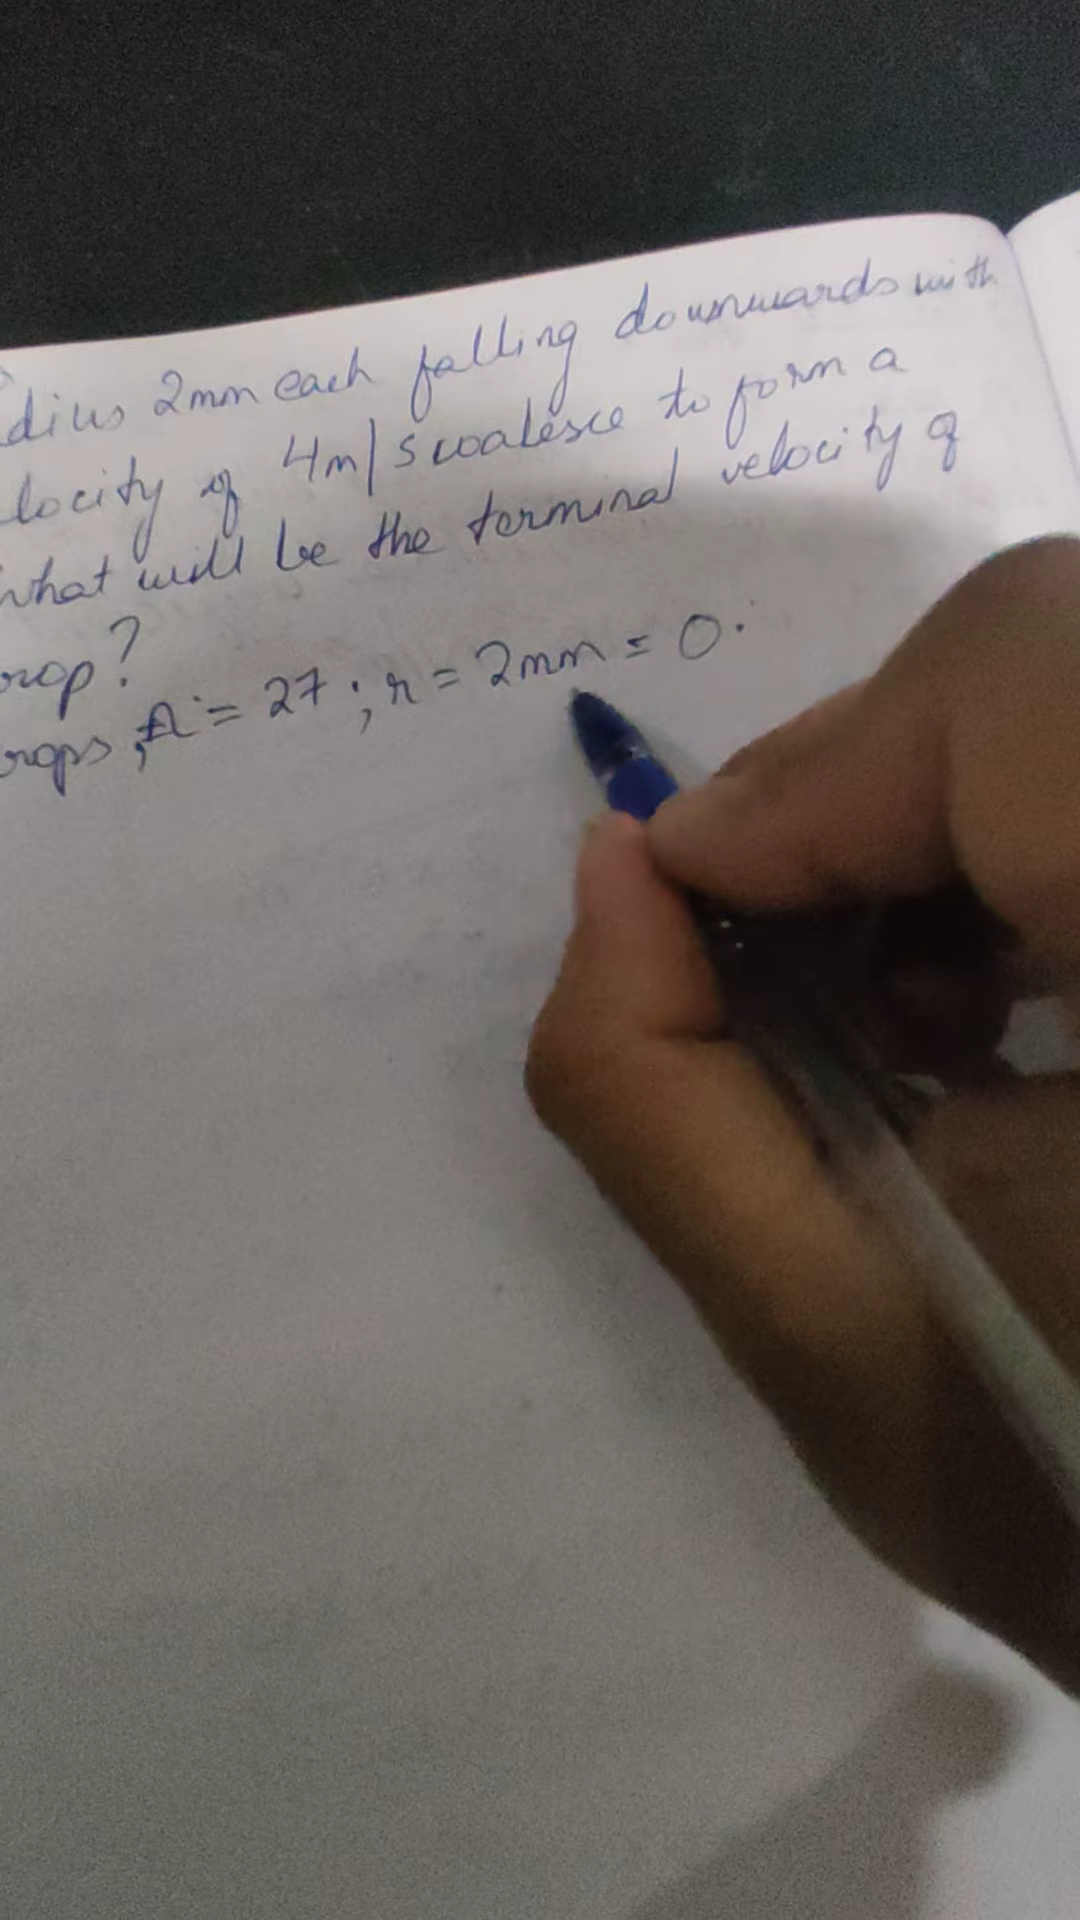 dius 2mm each falling downwards with
locity of 4m/s coalesce to form a
what will be the terminal velocity of
rop?
rops, n = 27 ; r = 2mm = 0.